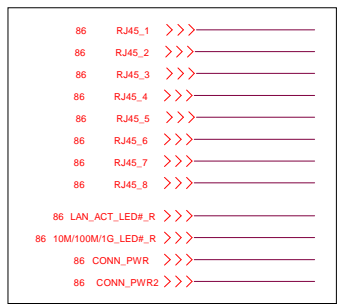 86 RJ45_1
86 RJ45_2
86 RJ45_3
86 RJ45_4
86 RJ45_5
86 RJ45_6
86 RJ45_7
86 RJ45_8
86 LAN_ACT_LED#_R
86 10M/100M/1G_LED#_R
86 CONN_PWR
86 CONN_PWR2